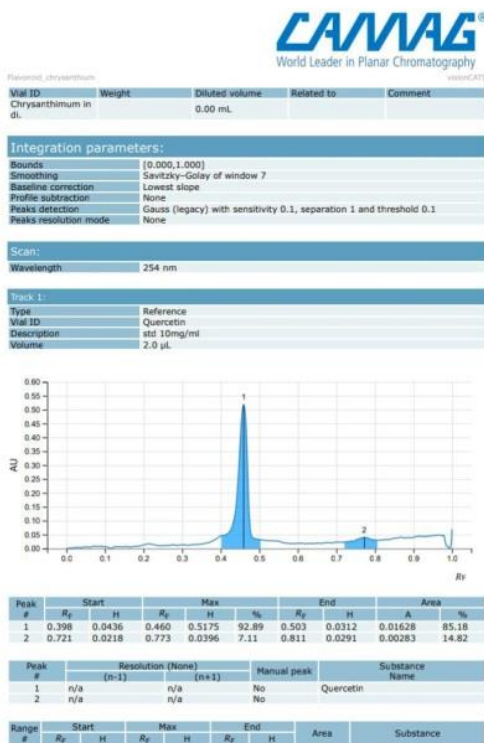 CAMAG®
World Leader in Planar Chromatography
Flavonoid_chrysanthium visionCATS
Vial ID Weight Diluted volume Related to Comment
Chrysanthimum in di. 0.00 mL
Integration parameters:
Bounds [0.000,1.000]
Smoothing Savitzky-Golay of window 7
Baseline correction Lowest slope
Profile subtraction None
Peaks detection Gauss (legacy) with sensitivity 0.1, separation 1 and threshold 0.1
Peaks resolution mode None
Scan:
Wavelength 254 nm
Track 1:
Type Reference
Vial ID Quercetin
Description std 10mg/ml
Volume 2.0 µL
0.60
0.55
0.50
0.45
0.40
0.35
0.30
0.25
0.20
0.15
0.10
0.05
0.00
AU
1
2
0.0 0.1 0.2 0.3 0.4 0.5 0.6 0.7 0.8 0.9 1.0
RF
Peak # Start Max End Area
RF H RF H % RF H A %
1 0.398 0.0436 0.460 0.5175 92.89 0.503 0.0312 0.01628 85.18
2 0.721 0.0218 0.773 0.0396 7.11 0.811 0.0291 0.00283 14.82
Peak # Resolution (None) Manual peak Substance Name
(n-1) (n+1)
1 n/a n/a No Quercetin
2 n/a n/a No
Range # Start Max End Area Substance
RF H RF H RF H